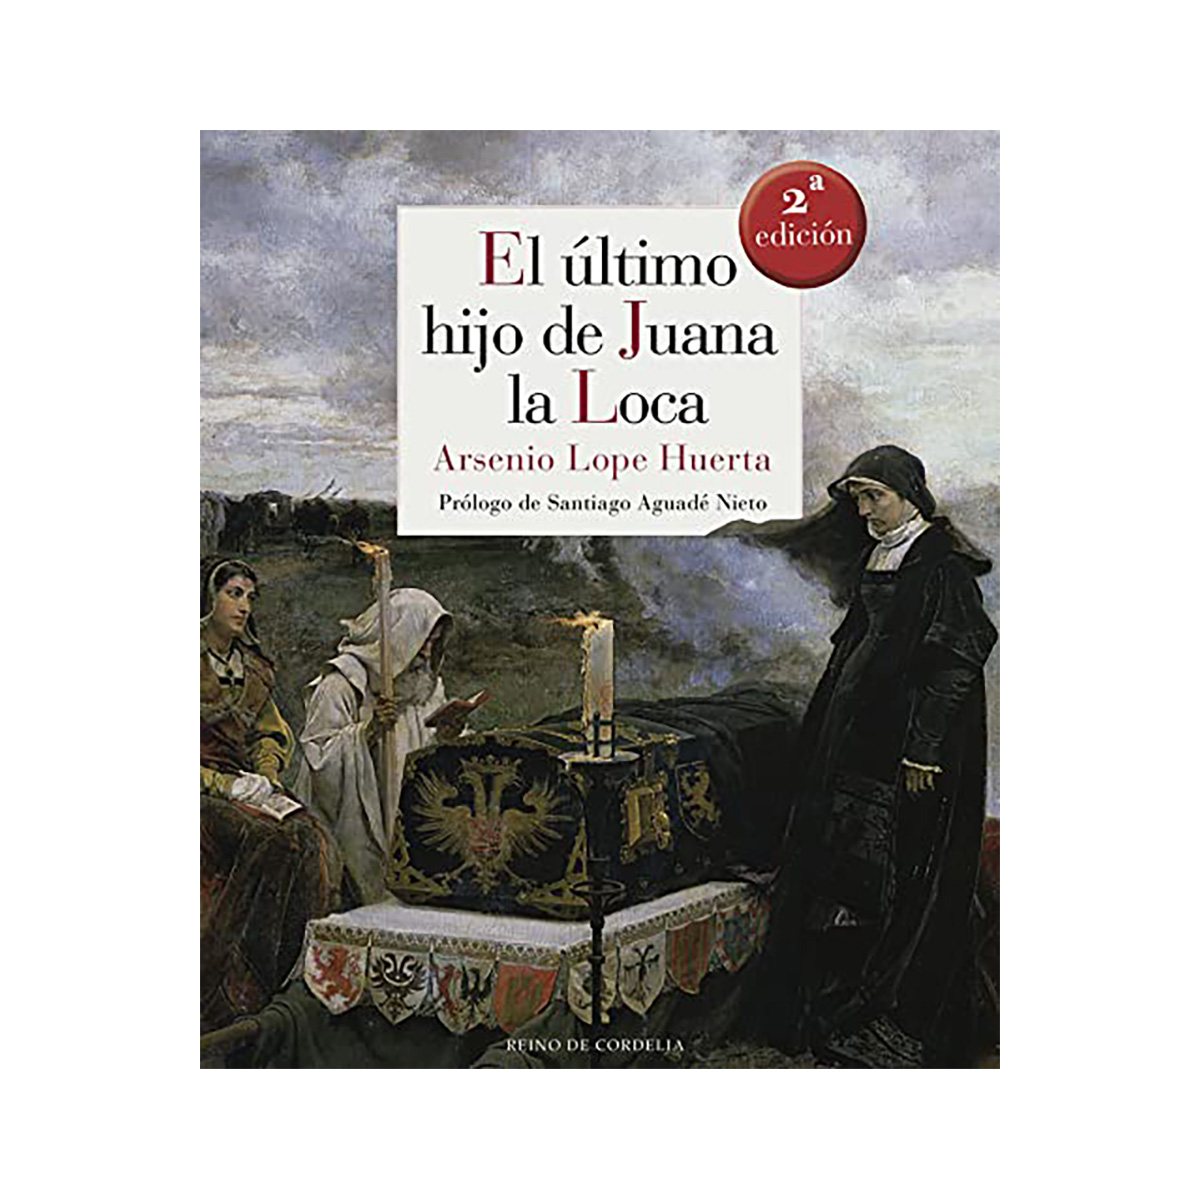 2ª
edición
El último
hijo de Juana
la Loca
Arsenio Lope Huerta
Prólogo de Santiago Aguadé Nieto
REINO DE CORDELIA